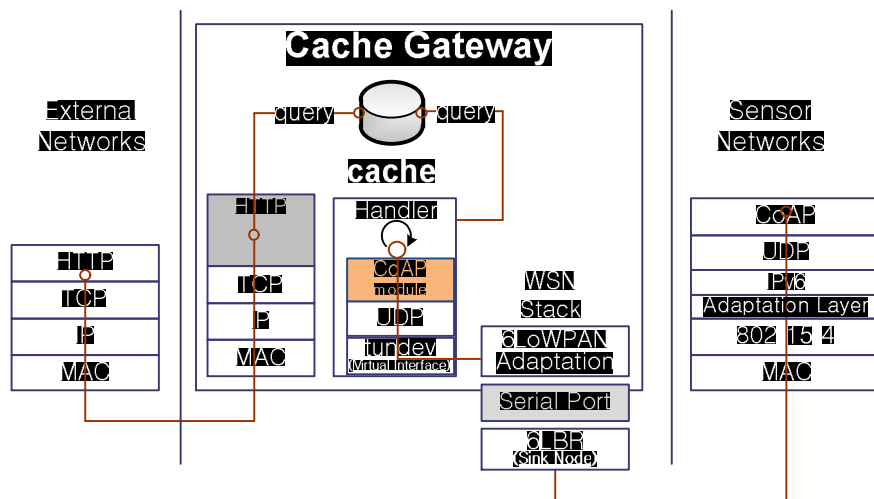 Cache Gateway
External
Networks
query
query
Sensor
Networks
cache
HTTP
TCP
IP
MAC
HTTP
TCP
IP
MAC
Handler
CoAP
module
UDP
tundev
(Virtual Interface)
WSN
Stack
6LoWPAN
Adaptation
Serial Port
6LBR
(Sink Node)
CoAP
UDP
IPv6
Adaptation Layer
802 15 4
MAC